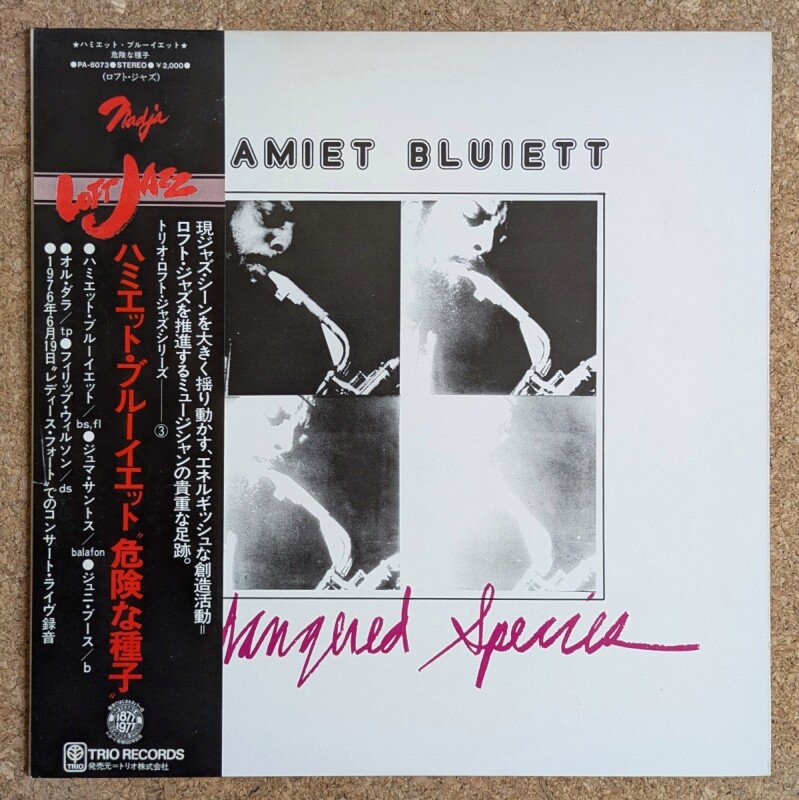 ★ハミエット・ブルーイエット★
危険な種子
●PA-6073●STEREO●￥2,000●
(ロフト・ジャズ)
Nadja
LOFT JAZZ
現ジャズ・シーンを大きく揺り動かす、エネルギッシュな創造活動=
ロフト・ジャズを推進するミュージシャンの貴重な足跡。
トリオ・ロフト・ジャズ・シリーズ——③
ハミエット・ブルーイエット“危険な種子”
●ハミエット・ブルーイエット/bs,fl●ジュマ・サントス/balafon●ジュニ・ブース/b
●オル・ダラ/tp●フィリップ・ウィルソン/ds
●1976年6月19日“レディース・フォート”でのコンサート・ライヴ録音
1877
1977
TRIO
TRIO RECORDS
発売元=トリオ株式会社
AMIET BLUIETT
dangered Species